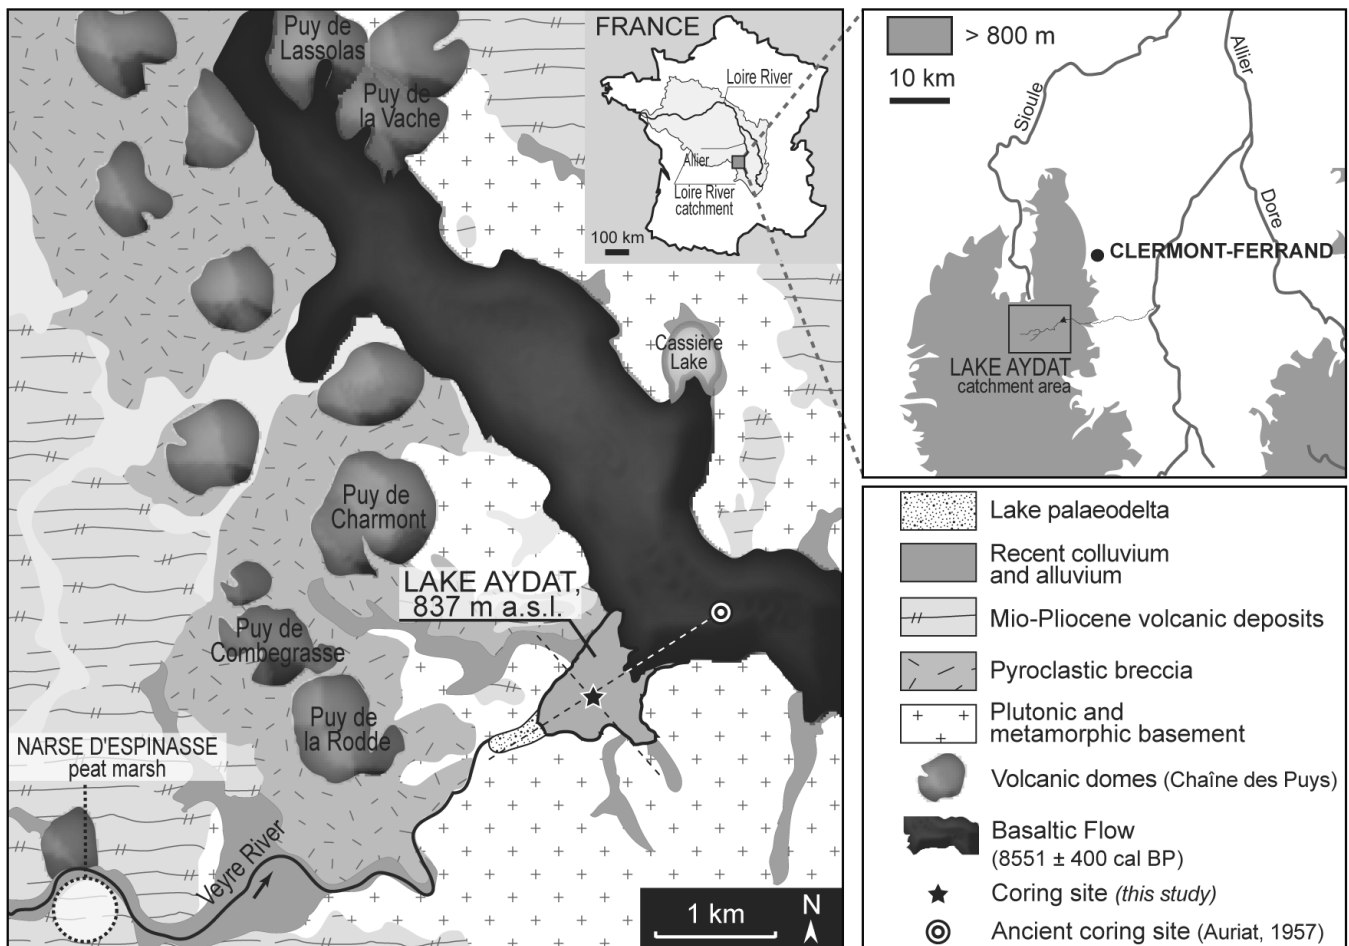 Puy de
Lassolas
Puy de
la Vache
FRANCE
Loire River
Allier
Loire River
catchment
100 km
Cassière
Lake
Puy de
Charmont
LAKE AYDAT,
837 m a.s.l.
Puy de
Combegrasse
Puy de
la Rodde
NARSE D'ESPINASSE
peat marsh
Veyre River
1 km
N
> 800 m
10 km
Sioule
Allier
Dore
CLERMONT-FERRAND
LAKE AYDAT
catchment area
Lake palaeodelta
Recent colluvium
and alluvium
Mio-Pliocene volcanic deposits
Pyroclastic breccia
Plutonic and
metamorphic basement
Volcanic domes (Chaîne des Puys)
Basaltic Flow
(8551 ± 400 cal BP)
Coring site (this study)
Ancient coring site (Auriat, 1957)